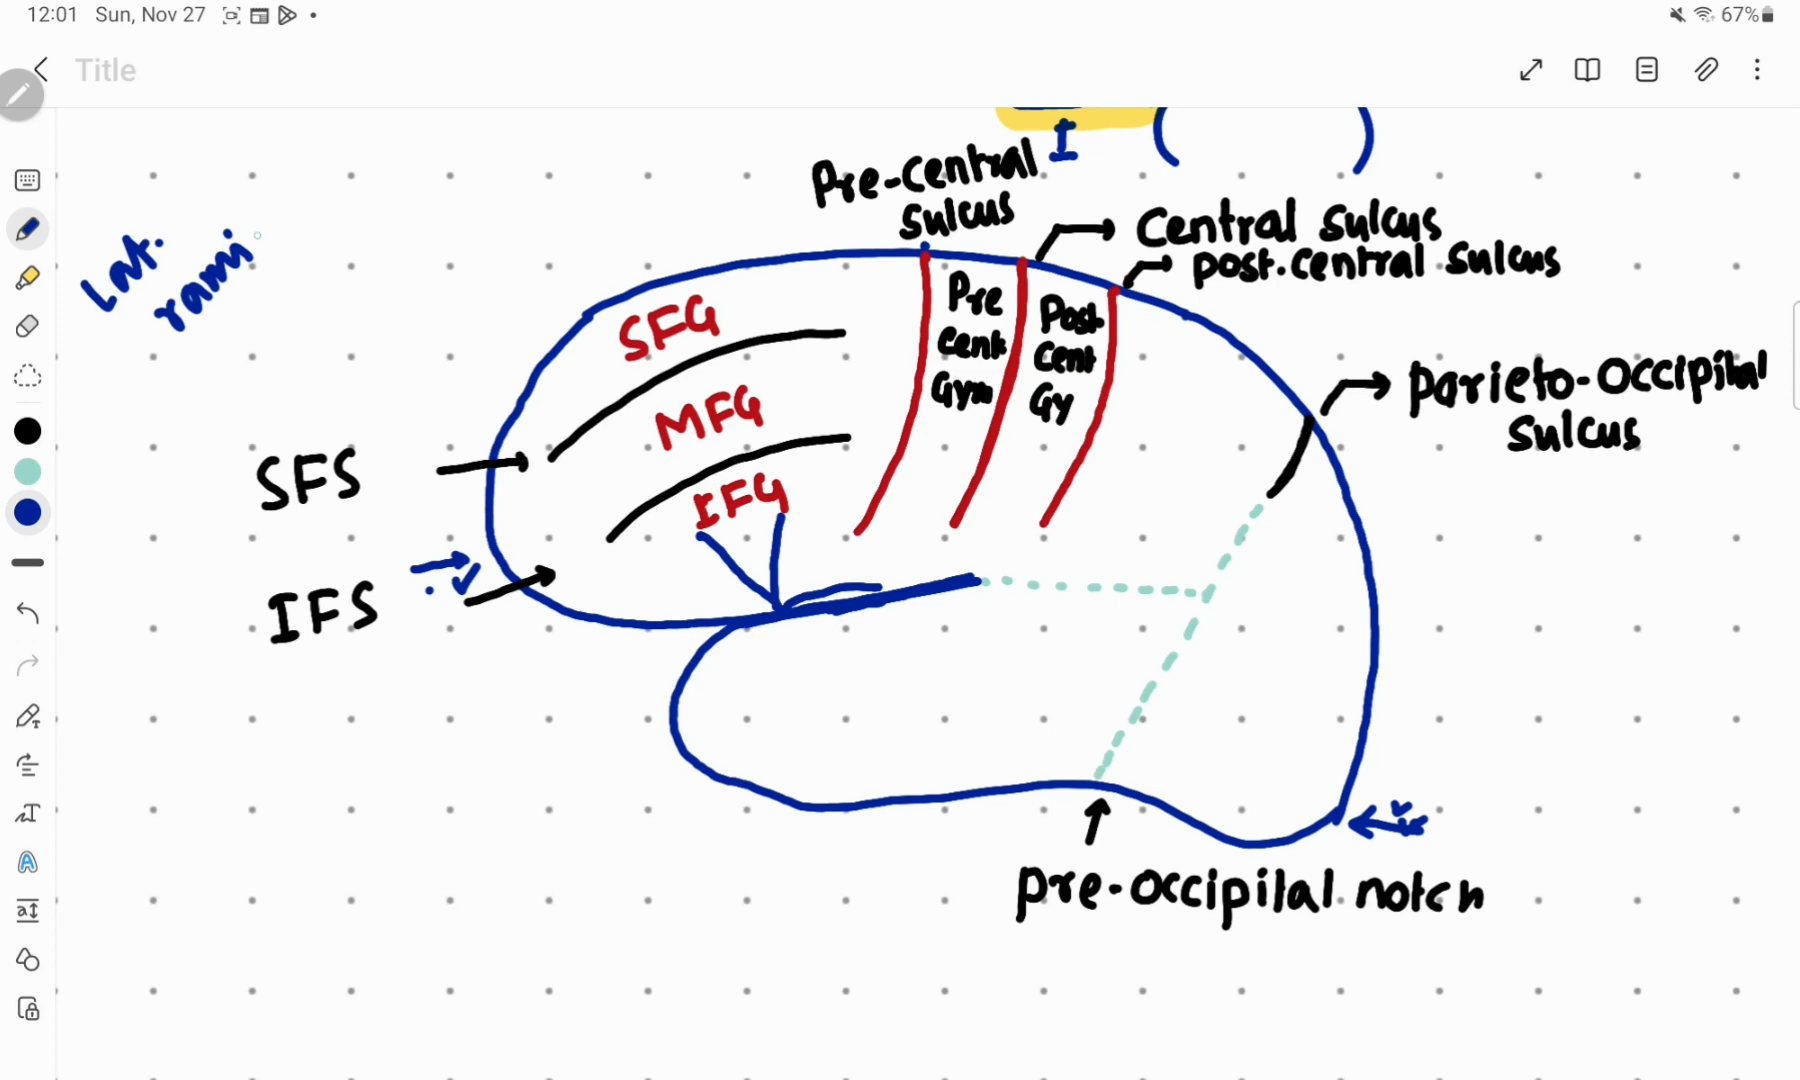 12:01 Sun, Nov 27
67%
Title
I
Pre-central
Sulcus
Central Sulcus
post.central Sulcus
Lat.
rami
SFG
Pre
Cent
Gym
Post
Cent
Gy
MFG
Parieto-Occipital
Sulcus
SFS
IFG
IFS
pre-occipital notch